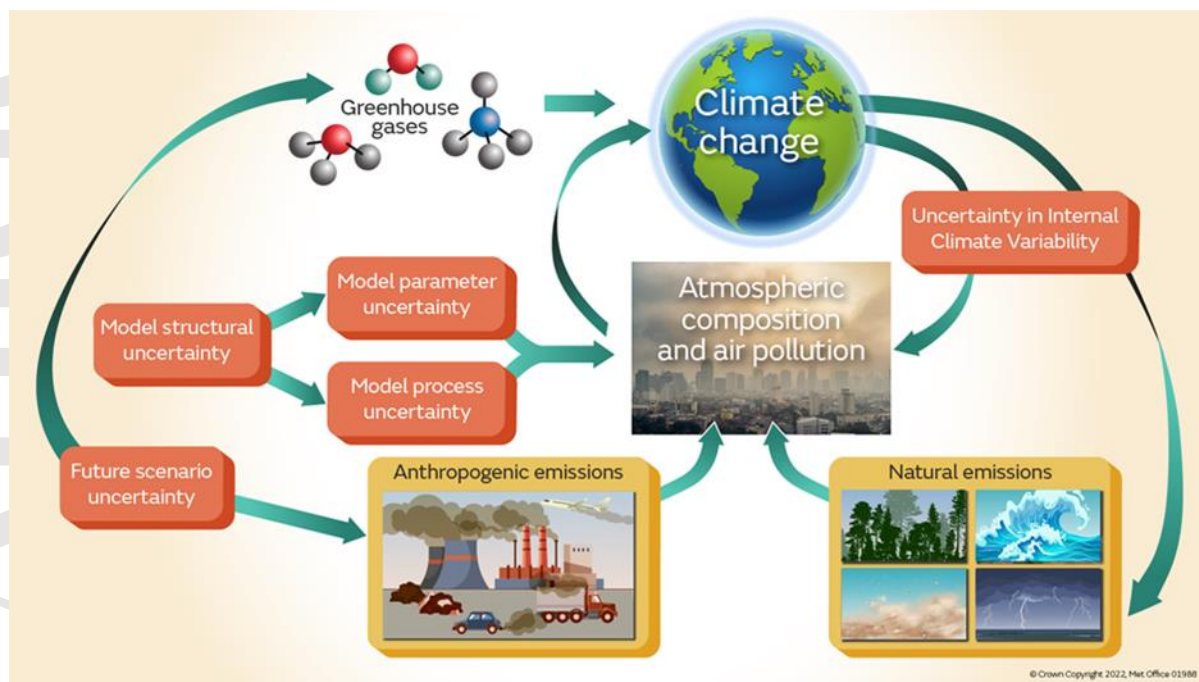 Greenhouse
gases
Climate
change
Uncertainty in Internal
Climate Variability
Model parameter
uncertainty
Model structural
uncertainty
Model process
uncertainty
Atmospheric
composition
and air pollution
Future scenario
uncertainty
Anthropogenic emissions
Natural emissions
© Crown Copyright 2022, Met Office 01988